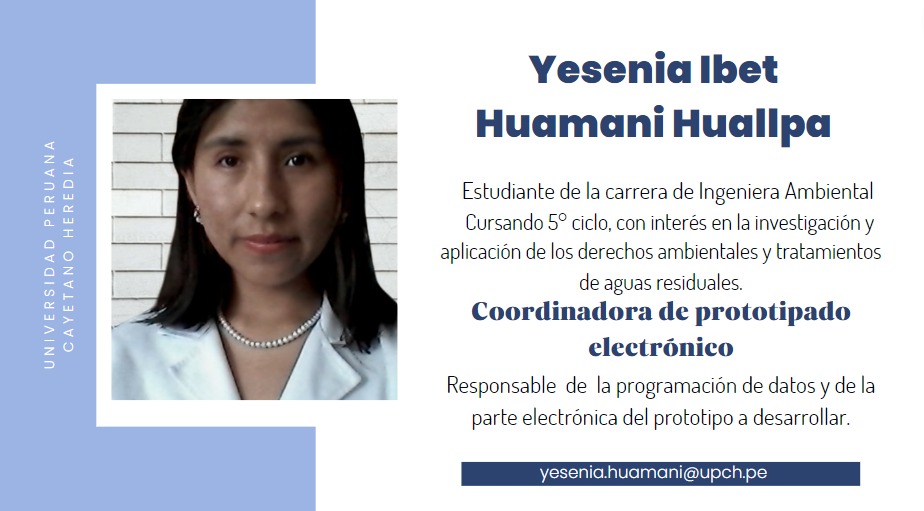 UNIVERSIDAD PERUANA
CAYETANO HEREDIA
Yesenia Ibet
Huamani Huallpa
Estudiante de la carrera de Ingeniera Ambiental
Cursando 5° ciclo, con interés en la investigación y
aplicación de los derechos ambientales y tratamientos
de aguas residuales.
Coordinadora de prototipado
electrónico
Responsable de la programación de datos y de la
parte electrónica del prototipo a desarrollar.
yesenia.huamani@upch.pe